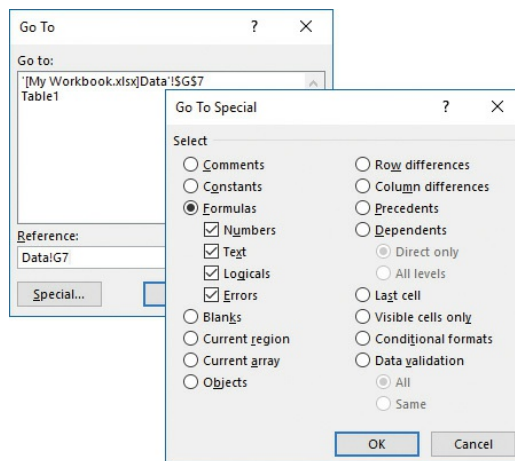 Go To ?
Go to:
'[My Workbook.xlsx]Data'!$G$7
Table1
Reference:
Data!G7
Special...
Go To Special ?
Select
Comments
Constants
Formulas
Numbers
Text
Logicals
Errors
Blanks
Current region
Current array
Objects
Row differences
Column differences
Precedents
Dependents
Direct only
All levels
Last cell
Visible cells only
Conditional formats
Data validation
All
Same
OK
Cancel